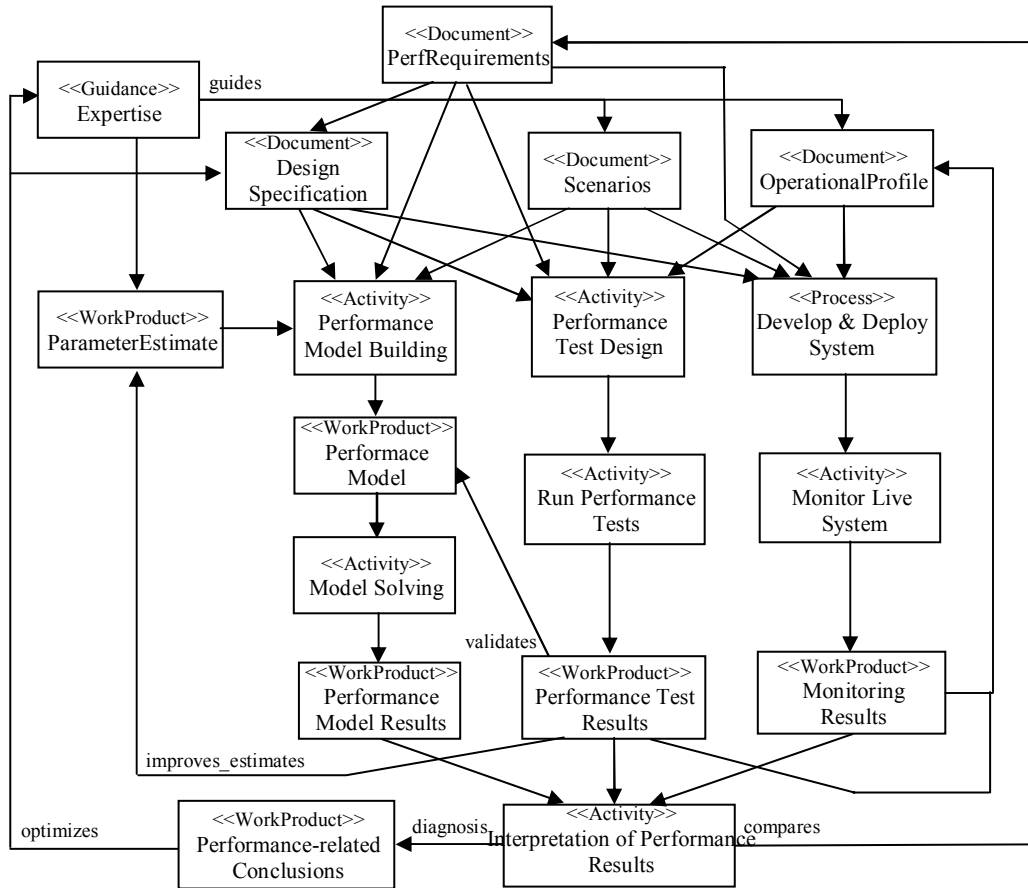 <<Document>>
PerfRequirements
<<Guidance>>
Expertise
guides
<<Document>>
Design
Specification
<<Document>>
Scenarios
<<Document>>
OperationalProfile
<<WorkProduct>>
ParameterEstimate
<<Activity>>
Performance
Model Building
<<Activity>>
Performance
Test Design
<<Process>>
Develop & Deploy
System
<<WorkProduct>>
Performace
Model
<<Activity>>
Run Performance
Tests
<<Activity>>
Monitor Live
System
<<Activity>>
Model Solving
validates
<<WorkProduct>>
Performance
Model Results
<<WorkProduct>>
Performance Test
Results
<<WorkProduct>>
Monitoring
Results
improves_estimates
optimizes
<<WorkProduct>>
Performance-related
Conclusions
diagnosis
<<Activity>>
Interpretation of Performance
Results
compares